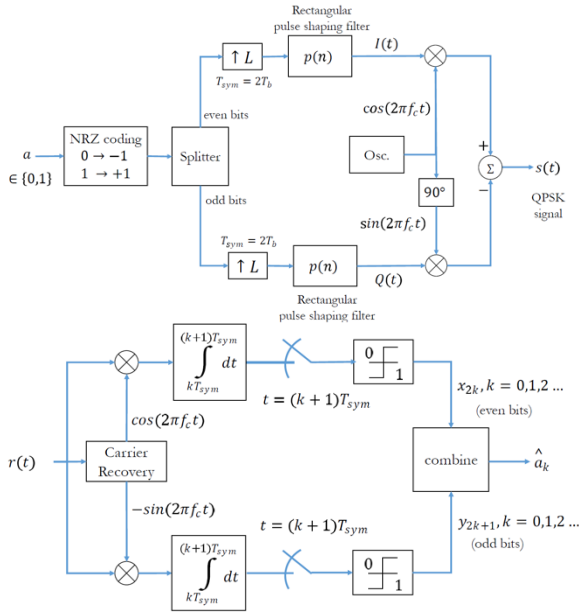 Rectangular
pulse shaping filter
↑ L
p(n)
I(t)
T_sym = 2T_b
even bits
cos(2πf_c t)
NRZ coding
0 → −1
1 → +1
a
∈ {0,1}
Splitter
Osc.
+
Σ
−
s(t)
QPSK
signal
90°
odd bits
sin(2πf_c t)
T_sym = 2T_b
↑ L
p(n)
Q(t)
Rectangular
pulse shaping filter
(k+1)T_sym
∫ dt
kT_sym
0
1
t = (k + 1)T_sym
x_2k, k = 0,1,2 …
(even bits)
cos(2πf_c t)
r(t)
Carrier
Recovery
combine
â_k
−sin(2πf_c t)
t = (k + 1)T_sym
y_2k+1, k = 0,1,2 …
(odd bits)
(k+1)T_sym
∫ dt
kT_sym
0
1